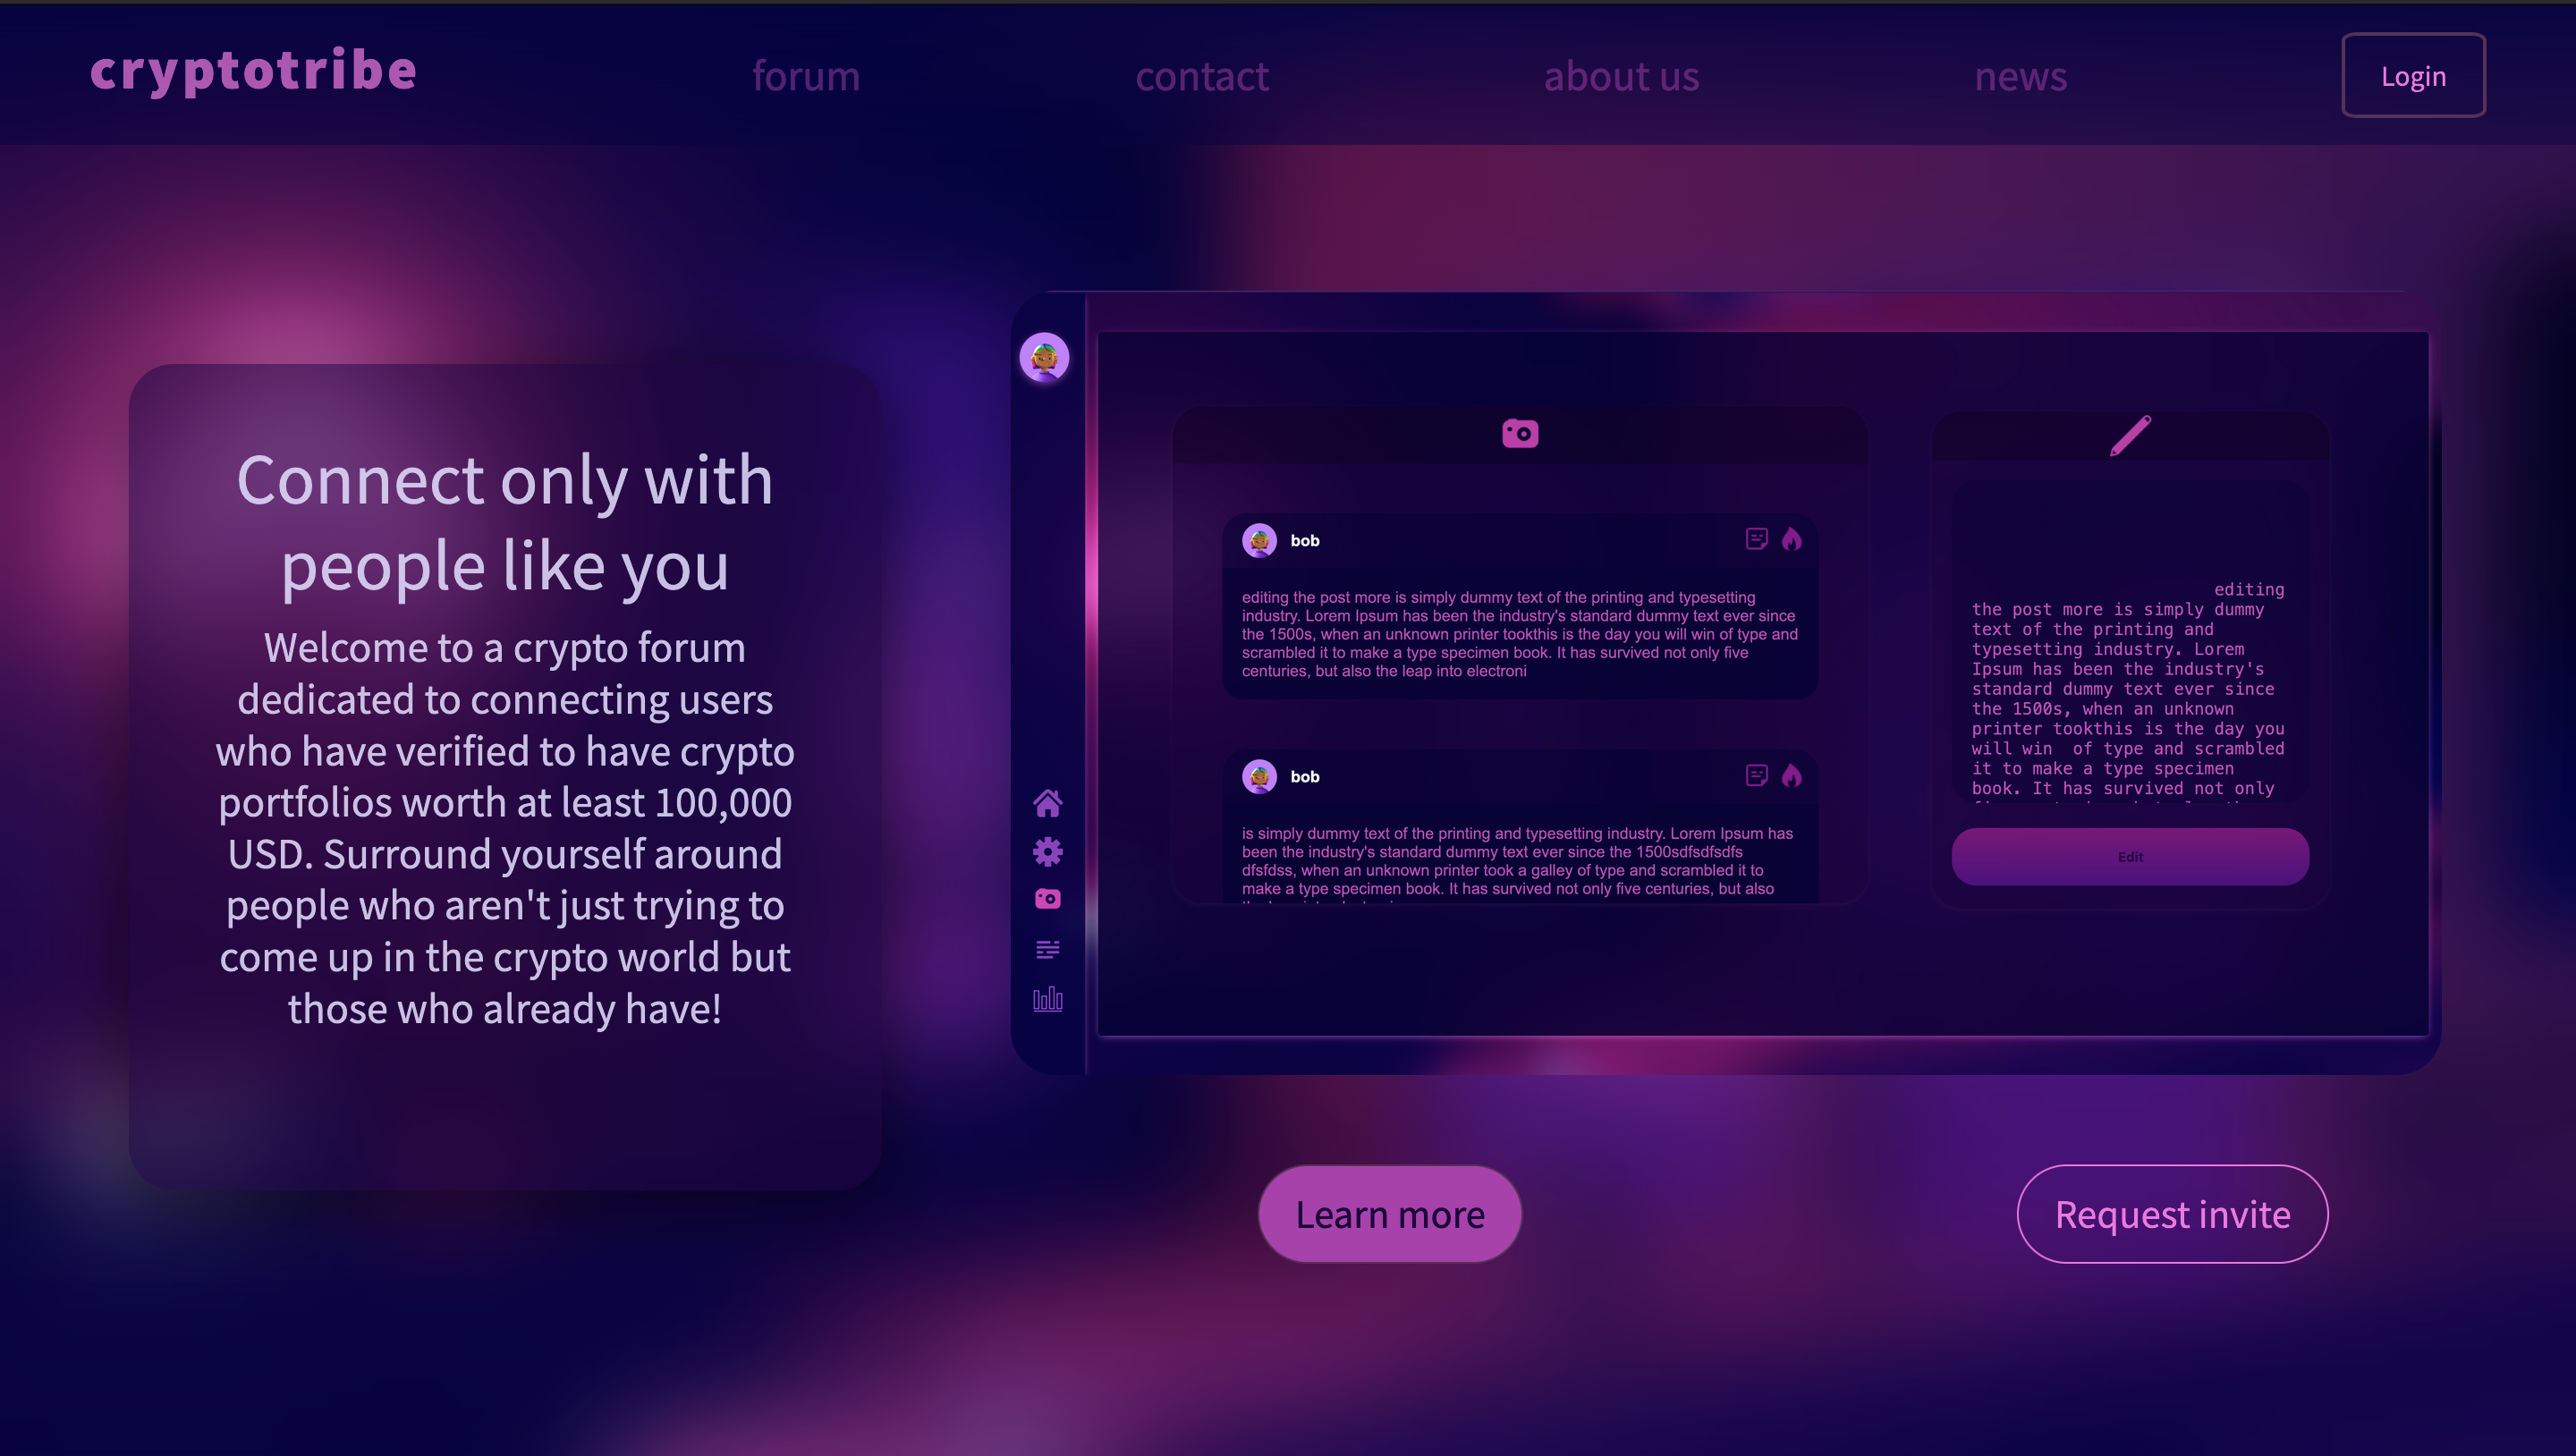 cryptotribe
forum
contact
about us
news
Login
Connect only with
people like you
Welcome to a crypto forum
dedicated to connecting users
who have verified to have crypto
portfolios worth at least 100,000
USD. Surround yourself around
people who aren't just trying to
come up in the crypto world but
those who already have!
bob
editing the post more is simply dummy text of the printing and typesetting
industry. Lorem Ipsum has been the industry's standard dummy text ever since
the 1500s, when an unknown printer tookthis is the day you will win of type and
scrambled it to make a type specimen book. It has survived not only five
centuries, but also the leap into electroni
bob
is simply dummy text of the printing and typesetting industry. Lorem Ipsum has
been the industry's standard dummy text ever since the 1500sdfsdfsdfs
dfsfdss, when an unknown printer took a galley of type and scrambled it to
make a type specimen book. It has survived not only five centuries, but also
editing
the post more is simply dummy
text of the printing and
typesetting industry. Lorem
Ipsum has been the industry's
standard dummy text ever since
the 1500s, when an unknown
printer tookthis is the day you
will win  of type and scrambled
it to make a type specimen
book. It has survived not only
Edit
Learn more
Request invite